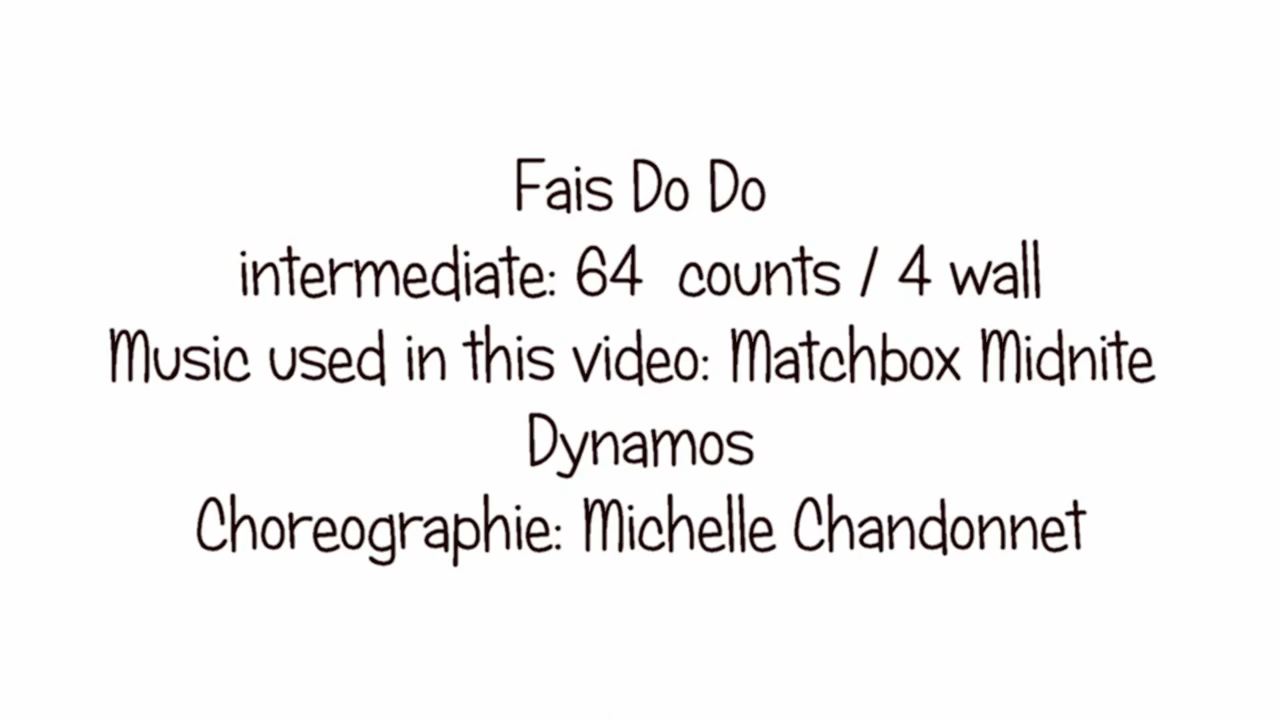 Fais Do Do
intermediate: 64 counts / 4 wall
Music used in this video: Matchbox Midnite
Dynamos
Choreographie: Michelle Chandonnet